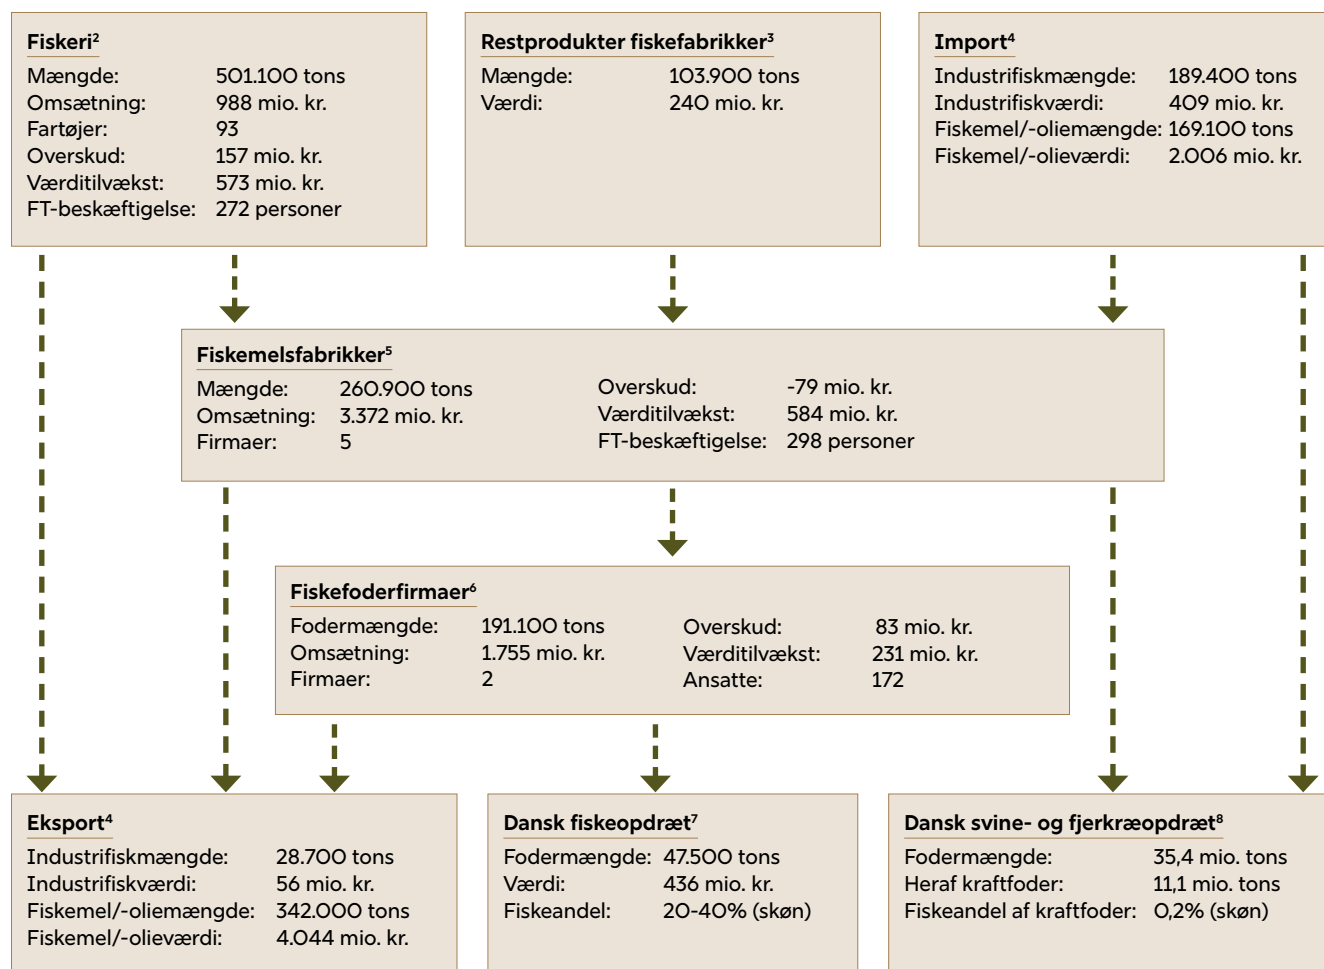 Fiskeri²
Mængde: 501.100 tons
Omsætning: 988 mio. kr.
Fartøjer: 93
Overskud: 157 mio. kr.
Værditilvækst: 573 mio. kr.
FT-beskæftigelse: 272 personer
Restprodukter fiskefabrikker³
Mængde: 103.900 tons
Værdi: 240 mio. kr.
Import⁴
Industrifiskmængde: 189.400 tons
Industrifiskværdi: 409 mio. kr.
Fiskemel/-oliemængde: 169.100 tons
Fiskemel/-olieværdi: 2.006 mio. kr.
Fiskemelsfabrikker⁵
Mængde: 260.900 tons
Omsætning: 3.372 mio. kr.
Firmaer: 5
Overskud: -79 mio. kr.
Værditilvækst: 584 mio. kr.
FT-beskæftigelse: 298 personer
Fiskefoderfirmaer⁶
Fodermængde: 191.100 tons
Omsætning: 1.755 mio. kr.
Firmaer: 2
Overskud: 83 mio. kr.
Værditilvækst: 231 mio. kr.
Ansatte: 172
Eksport⁴
Industrifiskmængde: 28.700 tons
Industrifiskværdi: 56 mio. kr.
Fiskemel/-oliemængde: 342.000 tons
Fiskemel/-olieværdi: 4.044 mio. kr.
Dansk fiskeopdræt⁷
Fodermængde: 47.500 tons
Værdi: 436 mio. kr.
Fiskeandel: 20-40% (skøn)
Dansk svine- og fjerkræopdræt⁸
Fodermængde: 35,4 mio. tons
Heraf kraftfoder: 11,1 mio. tons
Fiskeandel af kraftfoder: 0,2% (skøn)